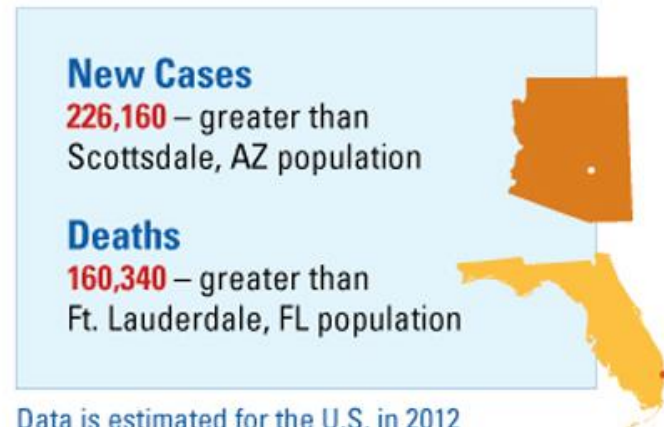 New Cases
226,160 – greater than
Scottsdale, AZ population
Deaths
160,340 – greater than
Ft. Lauderdale, FL population
Data is estimated for the U.S. in 2012